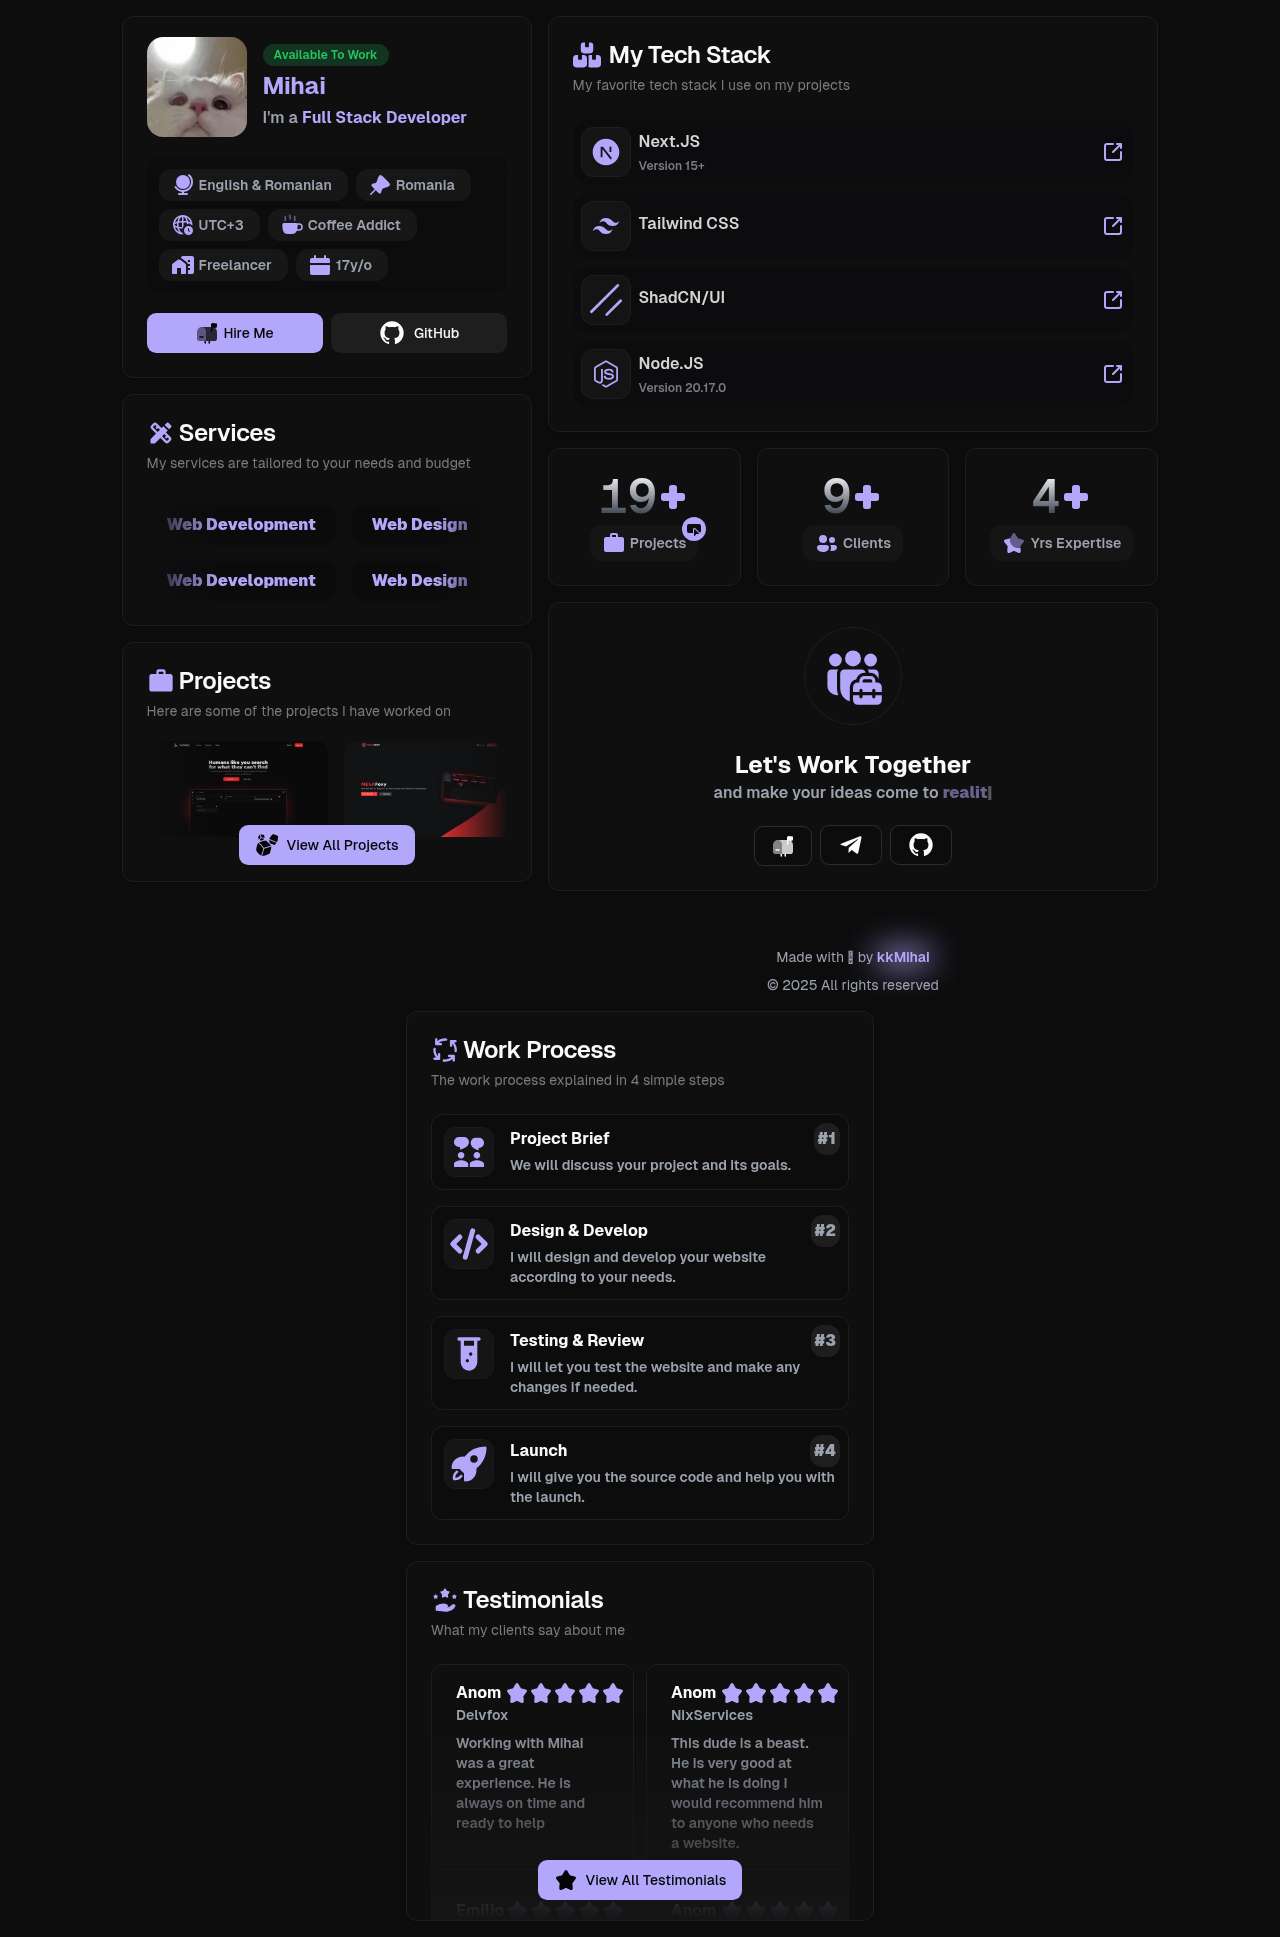 Available To Work
Mihai
I'm a Full Stack Developer
English & Romanian
Romania
UTC+3
Coffee Addict
Freelancer
17y/o
Hire Me
GitHub
Services
My services are tailored to your needs and budget
Web Development
Web Design
Web Development
Web Design
Projects
Here are some of the projects I have worked on
Homans like you search
for what they can't find
View All Projects
My Tech Stack
My favorite tech stack I use on my projects
Next.JS
Version 15+
Tailwind CSS
ShadCN/UI
Node.JS
Version 20.17.0
19+
Projects
9+
Clients
4+
Yrs Expertise
Let's Work Together
and make your ideas come to realit|
Made with by kkMihai
© 2025 All rights reserved
Work Process
The work process explained in 4 simple steps
Project Brief
#1
We will discuss your project and its goals.
Design & Develop
#2
I will design and develop your website
according to your needs.
Testing & Review
#3
I will let you test the website and make any
changes if needed.
Launch
#4
I will give you the source code and help you with
the launch.
Testimonials
What my clients say about me
Anom
Delvfox
Working with Mihai
was a great
experience. He is
always on time and
ready to help
Anom
NixServices
This dude is a beast.
He is very good at
what he is doing I
would recommend him
to anyone who needs
a website.
View All Testimonials
Emilio
Anom